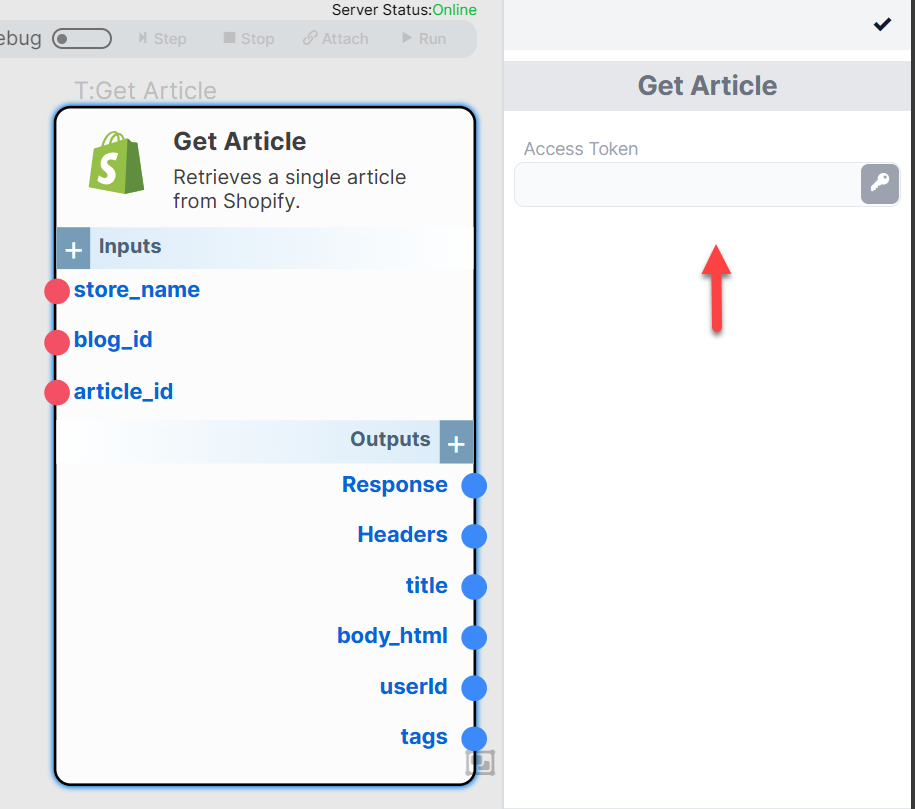 Server Status:Online
ebug Step Stop Attach Run
T:Get Article
Get Article
Retrieves a single article
from Shopify.
+ Inputs
store_name
blog_id
article_id
Outputs +
Response
Headers
title
body_html
userId
tags
Get Article
Access Token